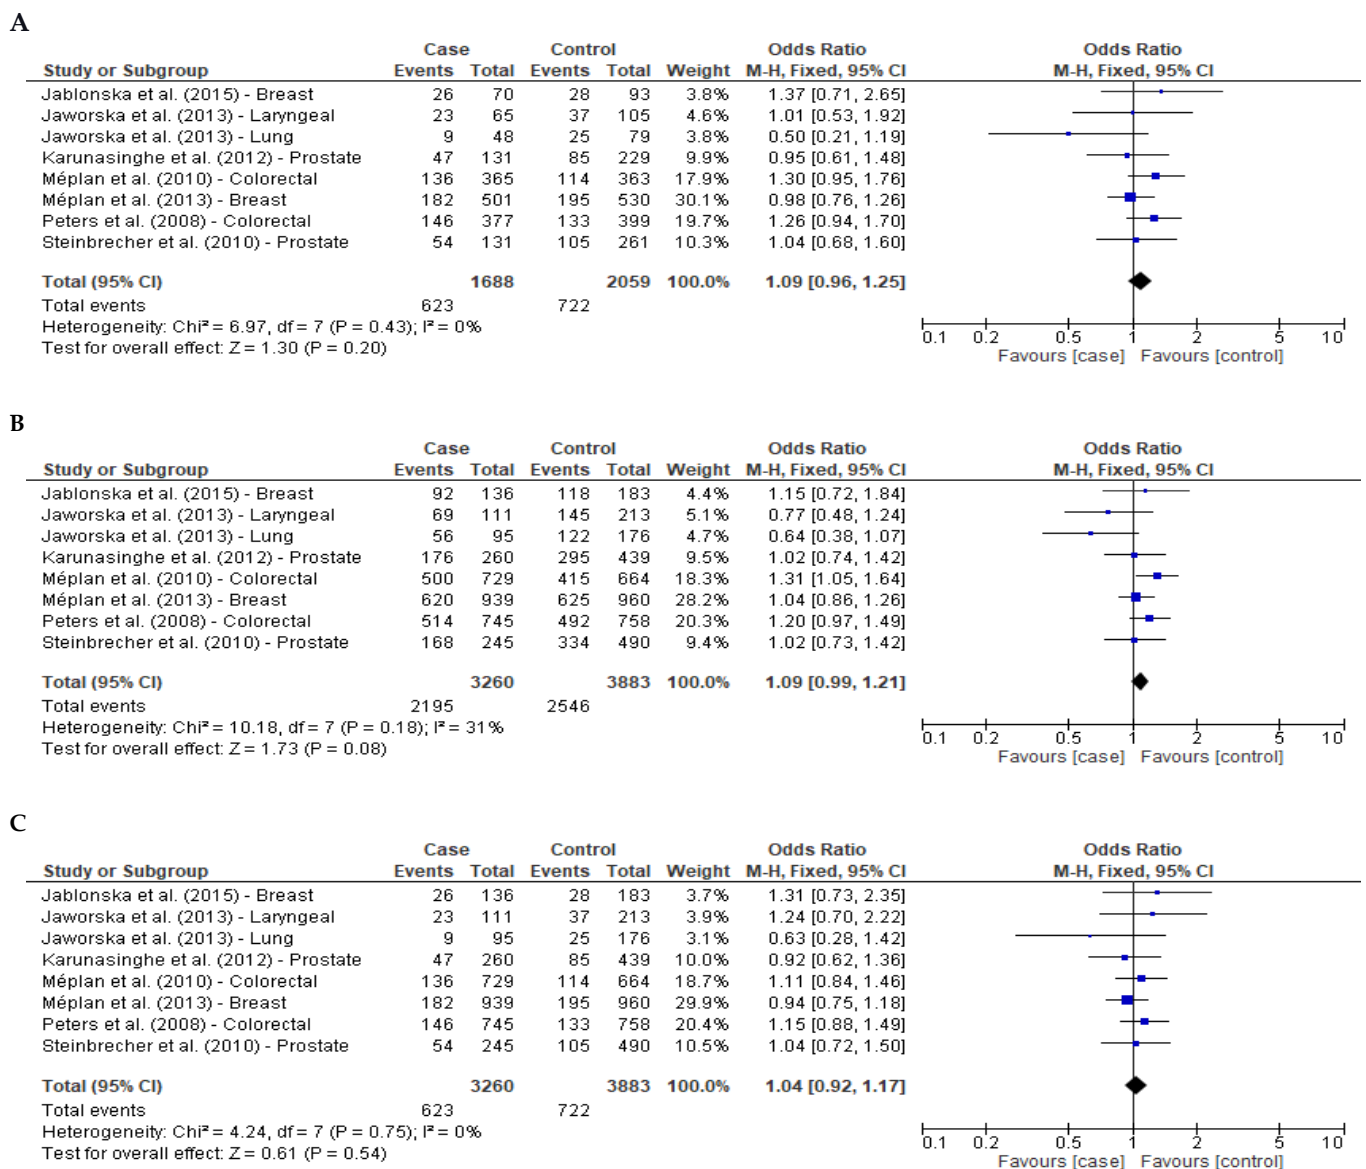 A
Case Control Odds Ratio Odds Ratio
Study or Subgroup Events Total Events Total Weight M-H, Fixed, 95% CI M-H, Fixed, 95% CI
Jablonska et al. (2015) - Breast 26 70 28 93 3.8% 1.37 [0.71, 2.65]
Jaworska et al. (2013) - Laryngeal 23 65 37 105 4.6% 1.01 [0.53, 1.92]
Jaworska et al. (2013) - Lung 9 48 25 79 3.8% 0.50 [0.21, 1.19]
Karunasinghe et al. (2012) - Prostate 47 131 85 229 9.9% 0.95 [0.61, 1.48]
Méplan et al. (2010) - Colorectal 136 365 114 363 17.9% 1.30 [0.95, 1.76]
Méplan et al. (2013) - Breast 182 501 195 530 30.1% 0.98 [0.76, 1.26]
Peters et al. (2008) - Colorectal 146 377 133 399 19.7% 1.26 [0.94, 1.70]
Steinbrecher et al. (2010) - Prostate 54 131 105 261 10.3% 1.04 [0.68, 1.60]
Total (95% CI) 1688 2059 100.0% 1.09 [0.96, 1.25]
Total events 623 722
Heterogeneity: Chi² = 6.97, df = 7 (P = 0.43); I² = 0%
Test for overall effect: Z = 1.30 (P = 0.20)
0.1 0.2 0.5 1 2 5 10
Favours [case] Favours [control]
B
Case Control Odds Ratio Odds Ratio
Study or Subgroup Events Total Events Total Weight M-H, Fixed, 95% CI M-H, Fixed, 95% CI
Jablonska et al. (2015) - Breast 92 136 118 183 4.4% 1.15 [0.72, 1.84]
Jaworska et al. (2013) - Laryngeal 69 111 145 213 5.1% 0.77 [0.48, 1.24]
Jaworska et al. (2013) - Lung 56 95 122 176 4.7% 0.64 [0.38, 1.07]
Karunasinghe et al. (2012) - Prostate 176 260 295 439 9.5% 1.02 [0.74, 1.42]
Méplan et al. (2010) - Colorectal 500 729 415 664 18.3% 1.31 [1.05, 1.64]
Méplan et al. (2013) - Breast 620 939 625 960 28.2% 1.04 [0.86, 1.26]
Peters et al. (2008) - Colorectal 514 745 492 758 20.3% 1.20 [0.97, 1.49]
Steinbrecher et al. (2010) - Prostate 168 245 334 490 9.4% 1.02 [0.73, 1.42]
Total (95% CI) 3260 3883 100.0% 1.09 [0.99, 1.21]
Total events 2195 2546
Heterogeneity: Chi² = 10.18, df = 7 (P = 0.18); I² = 31%
Test for overall effect: Z = 1.73 (P = 0.08)
0.1 0.2 0.5 1 2 5 10
Favours [case] Favours [control]
C
Case Control Odds Ratio Odds Ratio
Study or Subgroup Events Total Events Total Weight M-H, Fixed, 95% CI M-H, Fixed, 95% CI
Jablonska et al. (2015) - Breast 26 136 28 183 3.7% 1.31 [0.73, 2.35]
Jaworska et al. (2013) - Laryngeal 23 111 37 213 3.9% 1.24 [0.70, 2.22]
Jaworska et al. (2013) - Lung 9 95 25 176 3.1% 0.63 [0.28, 1.42]
Karunasinghe et al. (2012) - Prostate 47 260 85 439 10.0% 0.92 [0.62, 1.36]
Méplan et al. (2010) - Colorectal 136 729 114 664 18.7% 1.11 [0.84, 1.46]
Méplan et al. (2013) - Breast 182 939 195 960 29.9% 0.94 [0.75, 1.18]
Peters et al. (2008) - Colorectal 146 745 133 758 20.4% 1.15 [0.88, 1.49]
Steinbrecher et al. (2010) - Prostate 54 245 105 490 10.5% 1.04 [0.72, 1.50]
Total (95% CI) 3260 3883 100.0% 1.04 [0.92, 1.17]
Total events 623 722
Heterogeneity: Chi² = 4.24, df = 7 (P = 0.75); I² = 0%
Test for overall effect: Z = 0.61 (P = 0.54)
0.1 0.2 0.5 1 2 5 10
Favours [case] Favours [control]